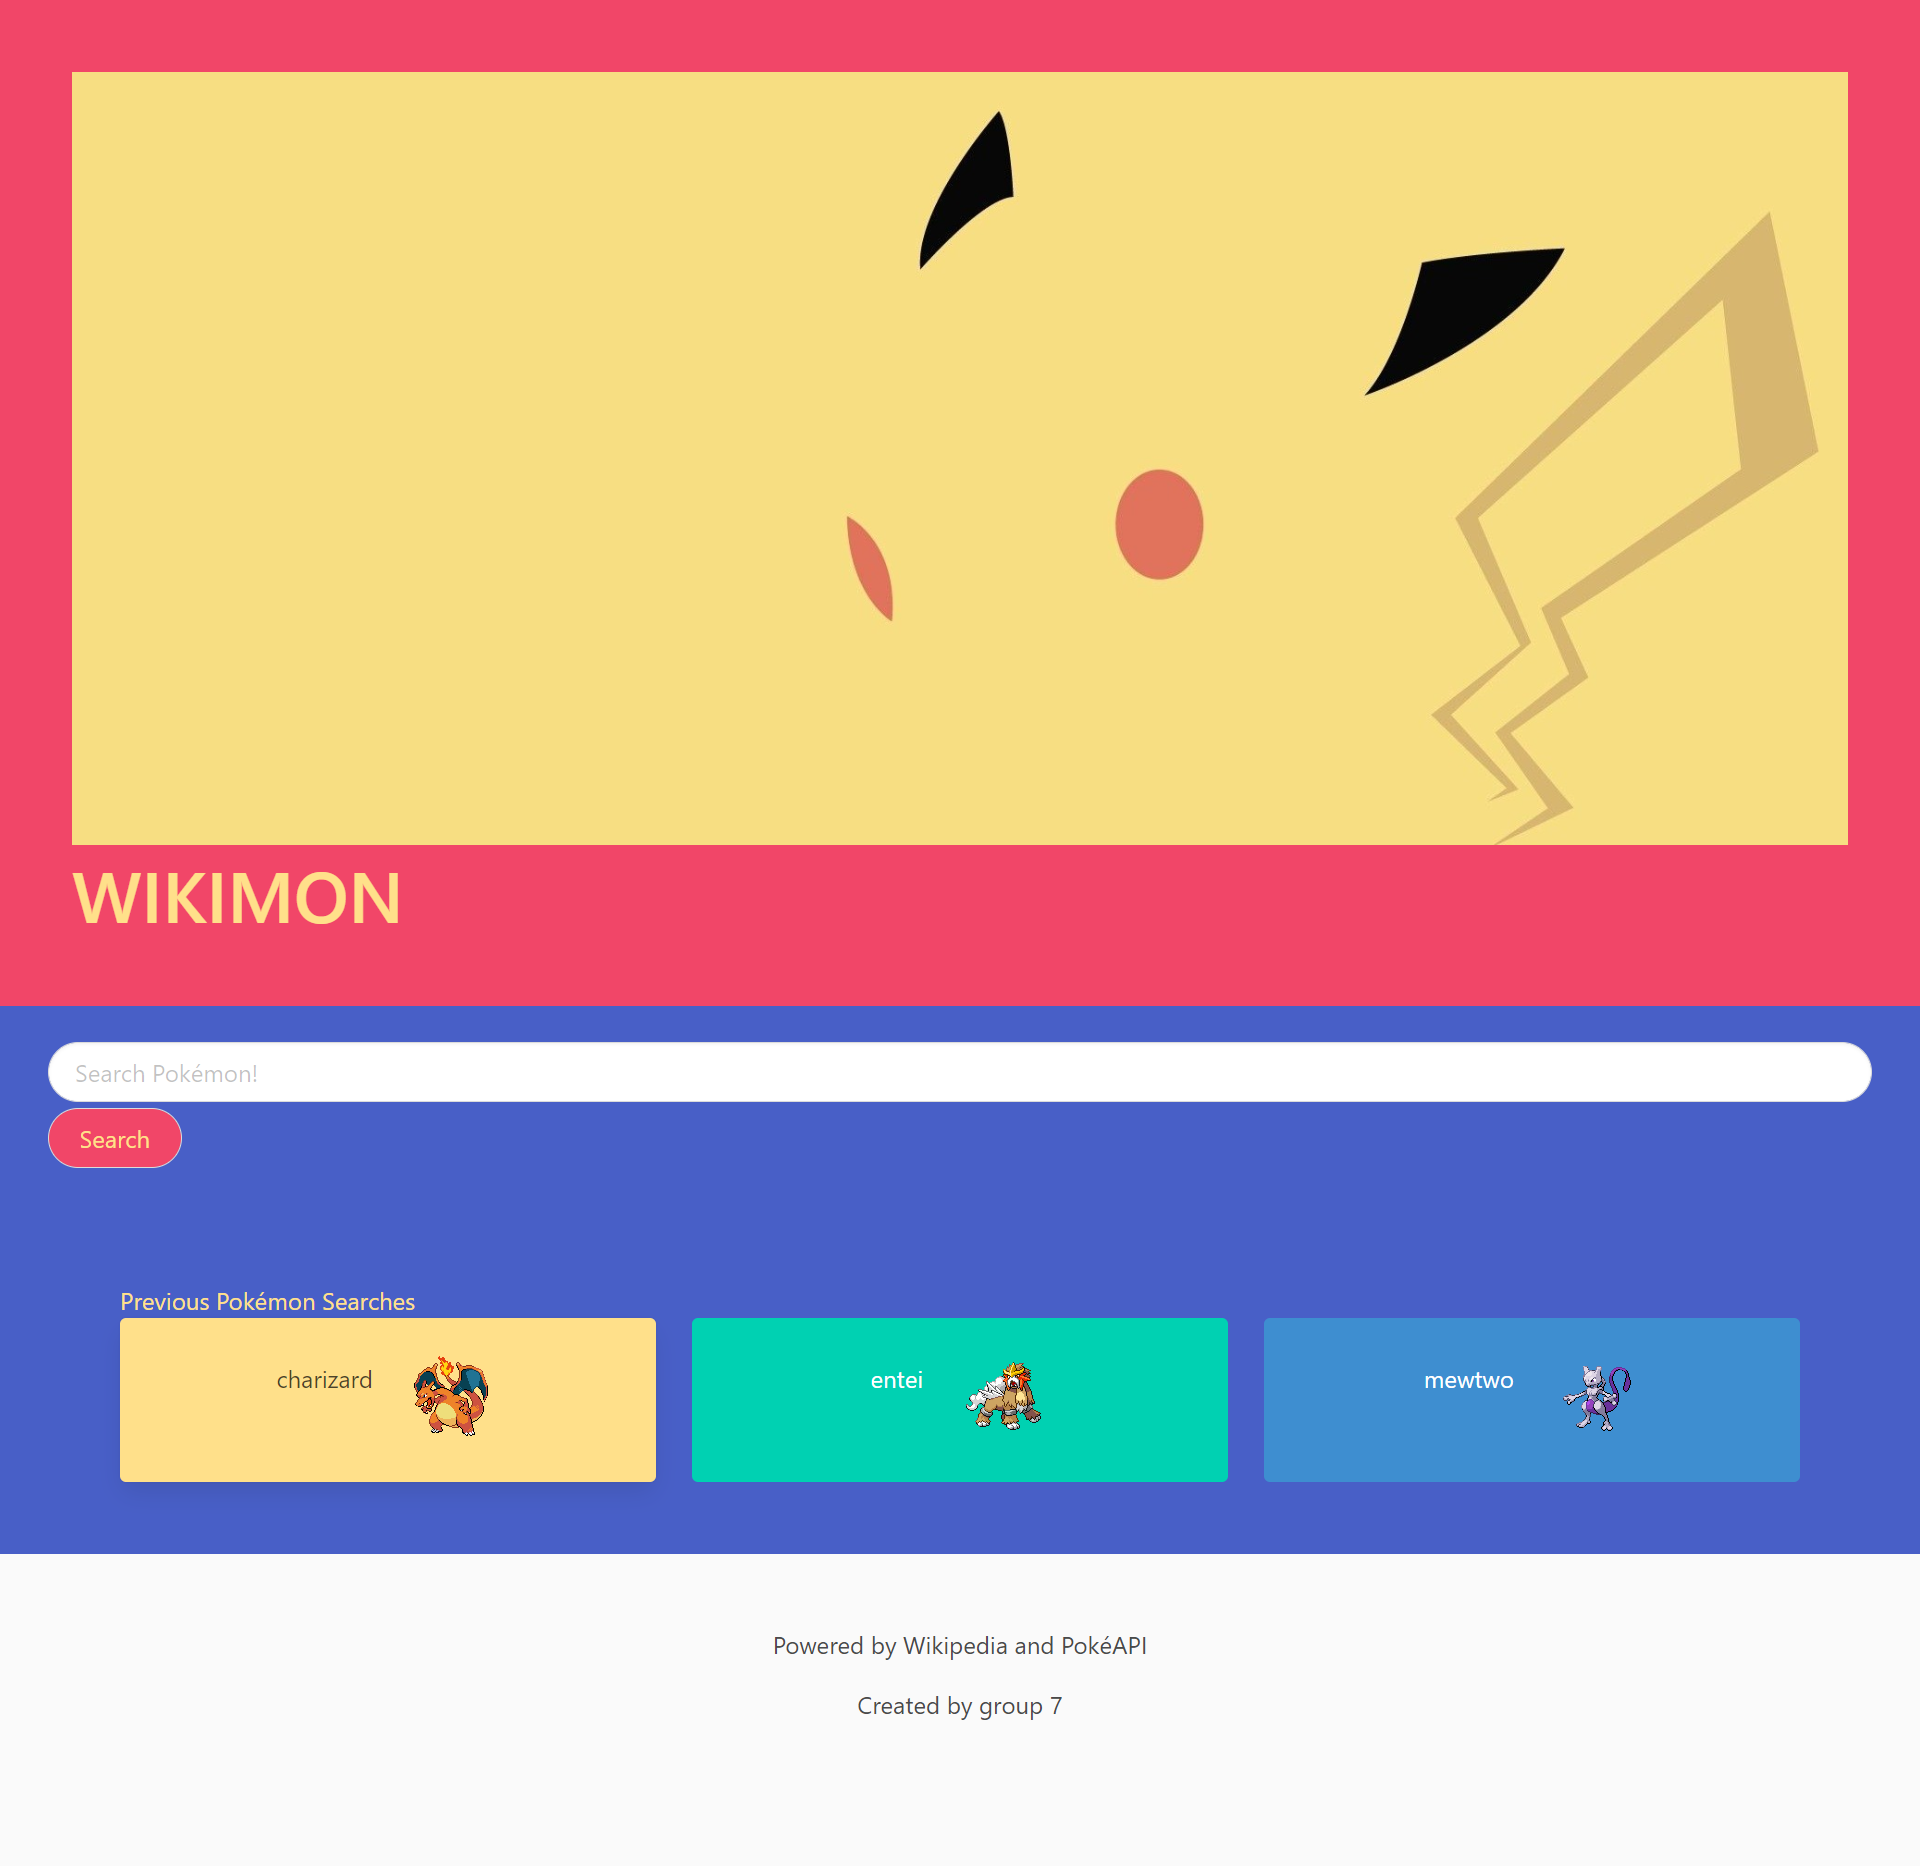 WIKIMON
Search Pokémon!
Search
Previous Pokémon Searches
charizard
entei
mewtwo
Powered by Wikipedia and PokéAPI
Created by group 7